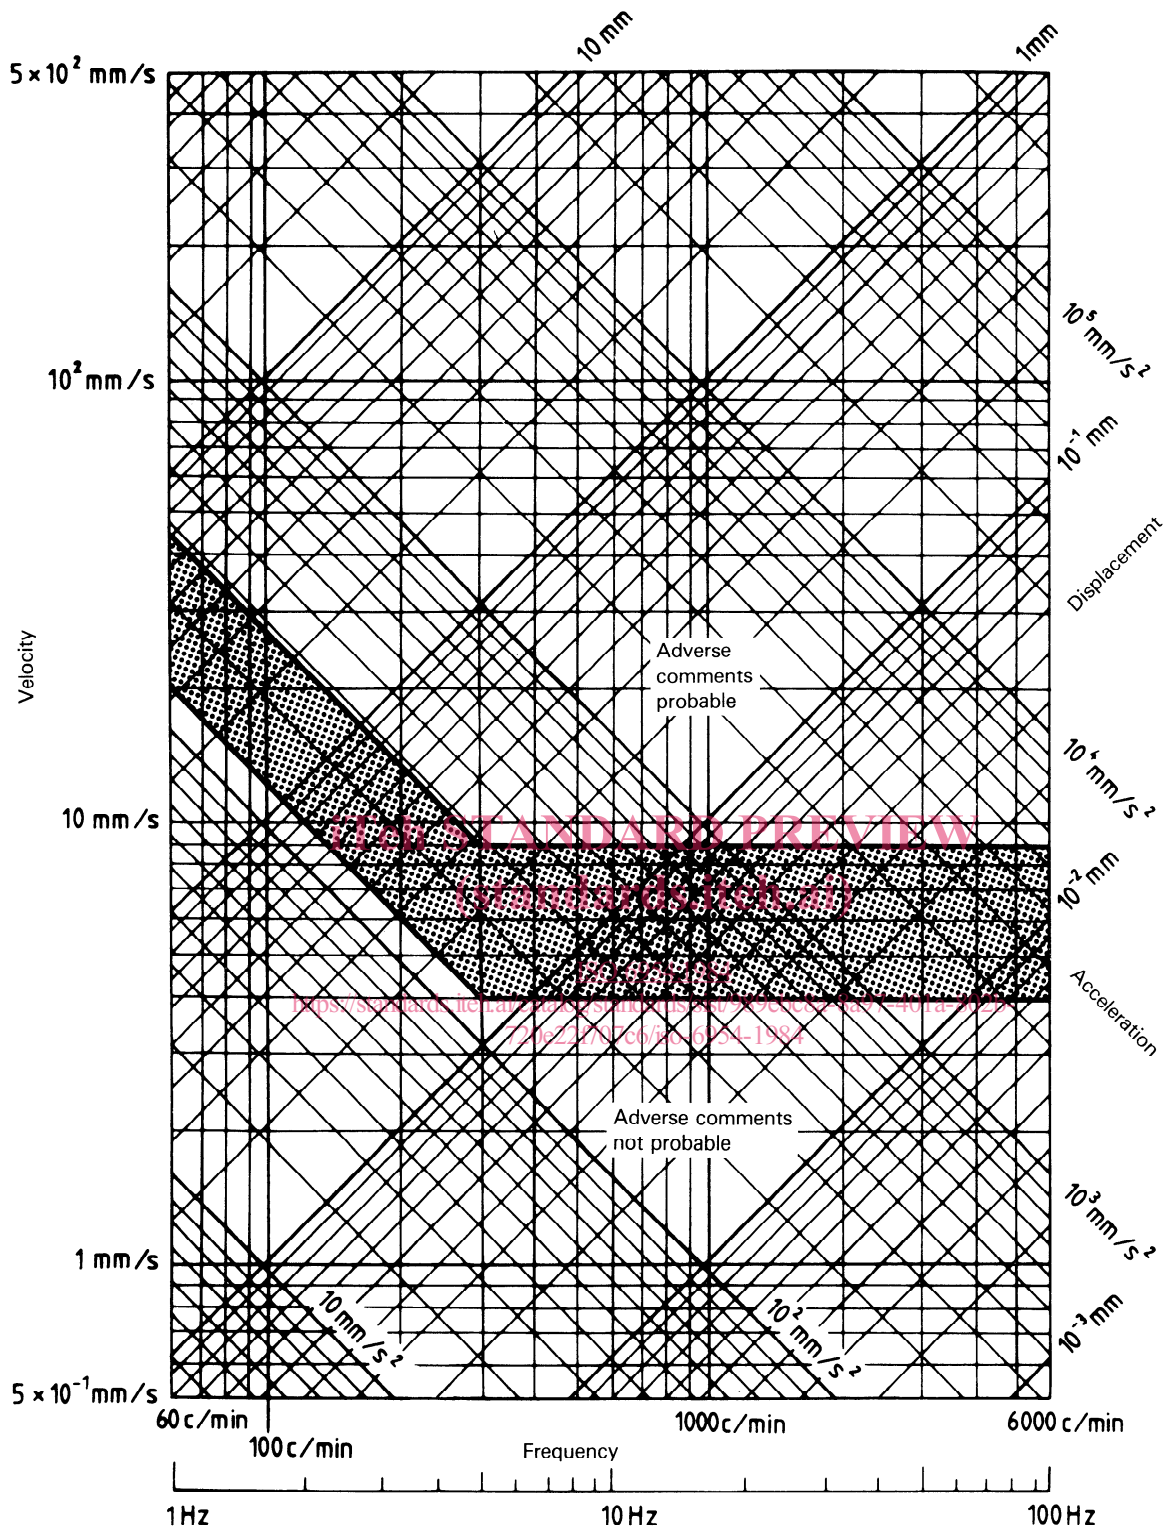 10 mm
1mm
5 × 10² mm/s
10² mm/s
10 mm/s
1 mm/s
5 × 10⁻¹ mm/s
Velocity
10⁵ mm/s²
10⁻¹ mm
Displacement
10⁴ mm/s²
10⁻² mm
Acceleration
10³ mm/s²
10⁻³ mm
Adverse
comments
probable
iTeh STANDARD PREVIEW
(standards.iteh.ai)
ISO 6954:1984
720e22f707c6/iso-6954-1984
Adverse comments
not probable
10 mm/s²
10² mm/s²
60 c/min
100 c/min
1000 c/min
6000 c/min
Frequency
1 Hz
10 Hz
100 Hz